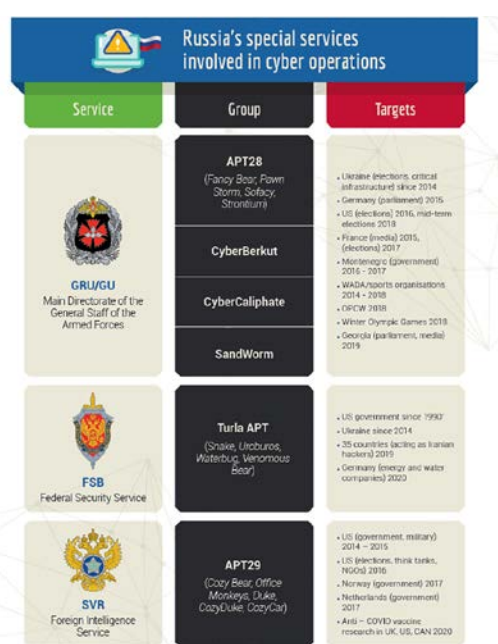 Russia's special services
involved in cyber operations
Service
Group
Targets
GRU/GU
Main Directorate of the
General Staff of the
Armed Forces
APT28
(Fancy Bear, Pawn
Storm, Sofacy,
Strontium)
CyberBerkut
CyberCaliphate
SandWorm
• Ukraine (elections, critical
infrastructure) since 2014
• Germany (parliament) 2015
• US (elections) 2016, mid-term
elections 2018
• France (media) 2015,
(elections) 2017
• Montenegro (government)
2016 - 2017
• WADA/sports organisations
2014 - 2018
• OPCW 2018
• Winter Olympic Games 2018
• Georgia (parliament, media)
2019
FSB
Federal Security Service
Turla APT
(Snake, Uroburos,
Waterbug, Venomous
Bear)
• US government since 1990'
• Ukraine since 2014
• 35 countries (acting as Iranian
hackers) 2019
• Germany (energy and water
companies) 2020
SVR
Foreign Intelligence
Service
APT29
(Cozy Bear, Office
Monkeys, Duke,
CozyDuke, CozyCar)
• US (government, military)
2014 – 2015
• US (elections, think tanks,
NGOs) 2016
• Norway (government) 2017
• Netherlands (government)
2017
• Anti – COVID vaccine
research in UK, US, CAN 2020